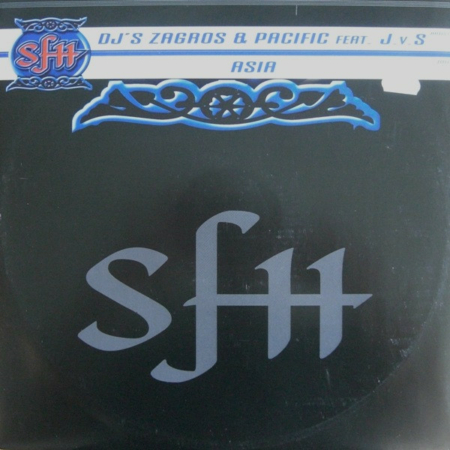 SFH
DJ'S ZAGROS & PACIFIC FEAT. J V S
ASIA
SFH